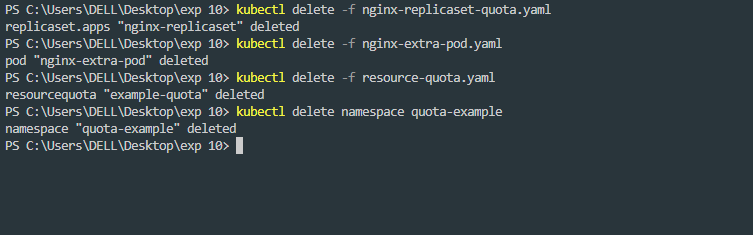 PS C:\Users\DELL\Desktop\exp 10> kubectl delete -f nginx-replicaset-quota.yaml
replicaset.apps "nginx-replicaset" deleted
PS C:\Users\DELL\Desktop\exp 10> kubectl delete -f nginx-extra-pod.yaml
pod "nginx-extra-pod" deleted
PS C:\Users\DELL\Desktop\exp 10> kubectl delete -f resource-quota.yaml
resourcequota "example-quota" deleted
PS C:\Users\DELL\Desktop\exp 10> kubectl delete namespace quota-example
namespace "quota-example" deleted
PS C:\Users\DELL\Desktop\exp 10>